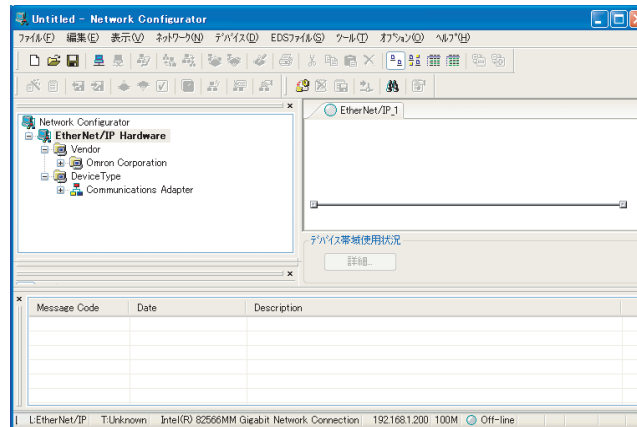 Untitled - Network Configurator
ファイル(F) 編集(E) 表示(V) ネットワーク(N) デバイス(D) EDSファイル(S) ツール(T) オプション(O) ヘルプ(H)
Network Configurator
EtherNet/IP Hardware
Vendor
Omron Corporation
DeviceType
Communications Adapter
EtherNet/IP_1
デバイス帯域使用状況
詳細...
Message Code Date Description
L:EtherNet/IP T:Unknown Intel(R) 82566MM Gigabit Network Connection 192.168.1.200 100M Off-line